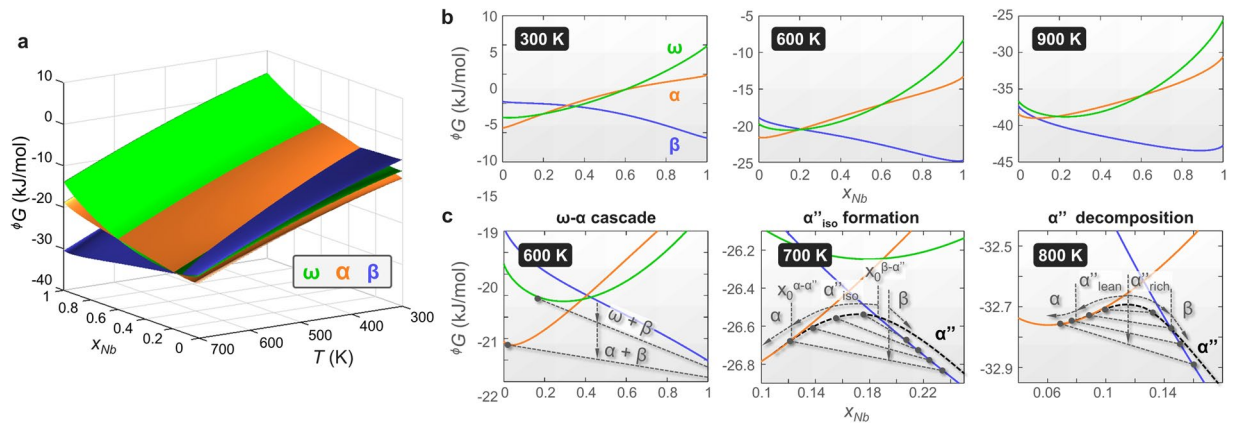 a
10
0
-10
-20
-30
-40
ᶲG (kJ/mol)
1
0.8
0.6
0.4
0.2
0
x_Nb
700
600
500
400
300
T (K)
ω α β
b
300 K
10
5
0
-5
-10
ᶲG (kJ/mol)
0 0.2 0.4 0.6 0.8 1
ω
α
β
600 K
-5
-10
-15
-20
-25
0 0.2 0.4 0.6 0.8 1
x_Nb
900 K
-25
-30
-35
-40
-45
0 0.2 0.4 0.6 0.8 1
-15
c
ω-α cascade
600 K
-19
-20
-21
-22
ᶲG (kJ/mol)
0 0.2 0.4 0.6 0.8 1
ω + β
α + β
α''iso formation
700 K
-26.2
-26.4
-26.6
-26.8
0.1 0.14 0.18 0.22
x_Nb
x₀^α-α''
x₀^β-α''
α''iso
α
β
α''
α'' decomposition
800 K
-32.5
-32.7
-32.9
0.06 0.1 0.14
α''lean
α''rich
α
β
α''